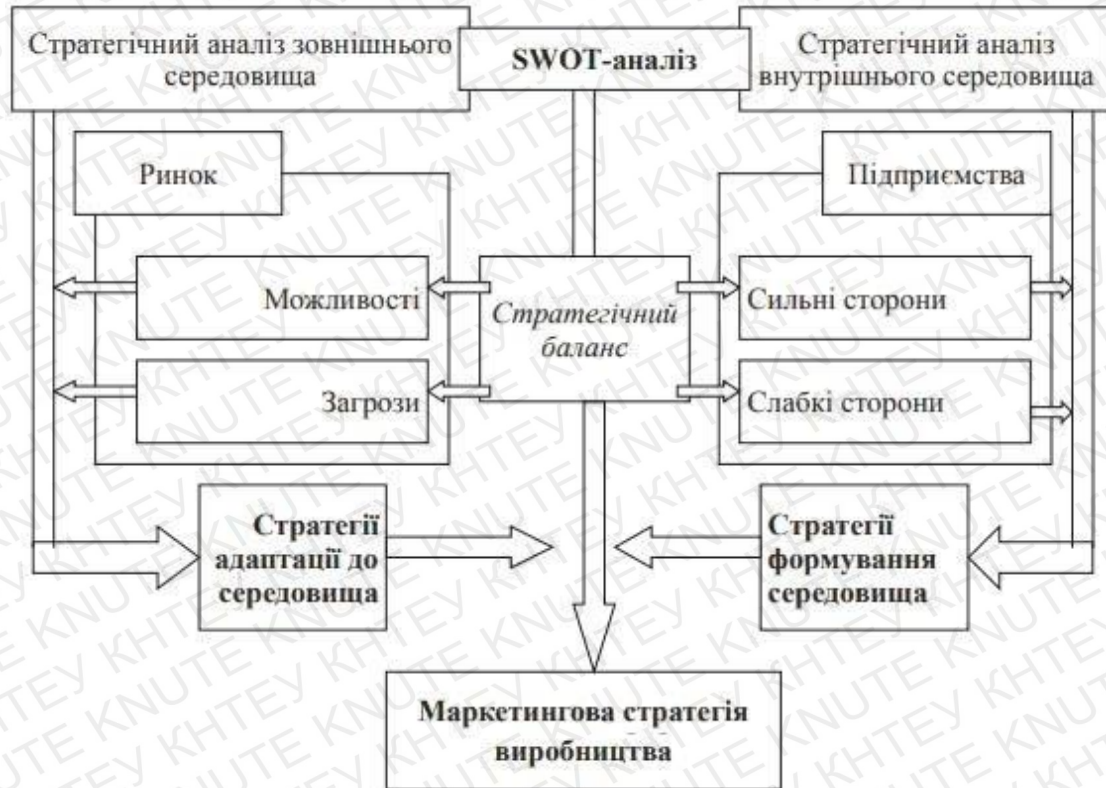 Стратегічний аналіз зовнішнього
середовища
SWOT-аналіз
Стратегічний аналіз
внутрішнього середовища
Ринок
Підприємства
Можливості
Стратегічний
баланс
Сильні сторони
Загрози
Слабкі сторони
Стратегії
адаптації до
середовища
Стратегії
формування
середовища
Маркетингова стратегія
виробництва